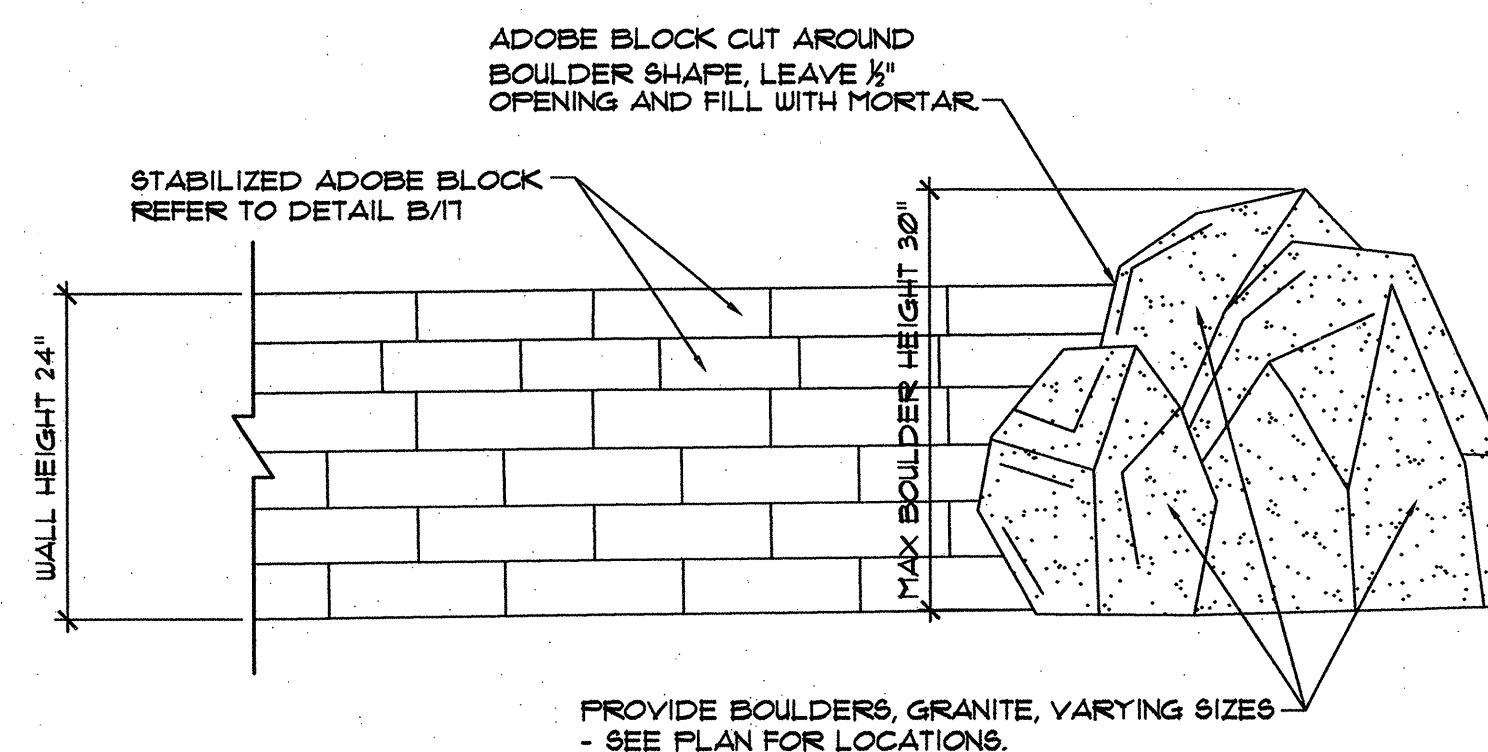 ADOBE BLOCK CUT AROUND
BOULDER SHAPE, LEAVE ½"
OPENING AND FILL WITH MORTAR.
STABILIZED ADOBE BLOCK
REFER TO DETAIL B/17
WALL HEIGHT 24"
MAX BOULDER HEIGHT 30"
PROVIDE BOULDERS, GRANITE, VARYING SIZES
- SEE PLAN FOR LOCATIONS.